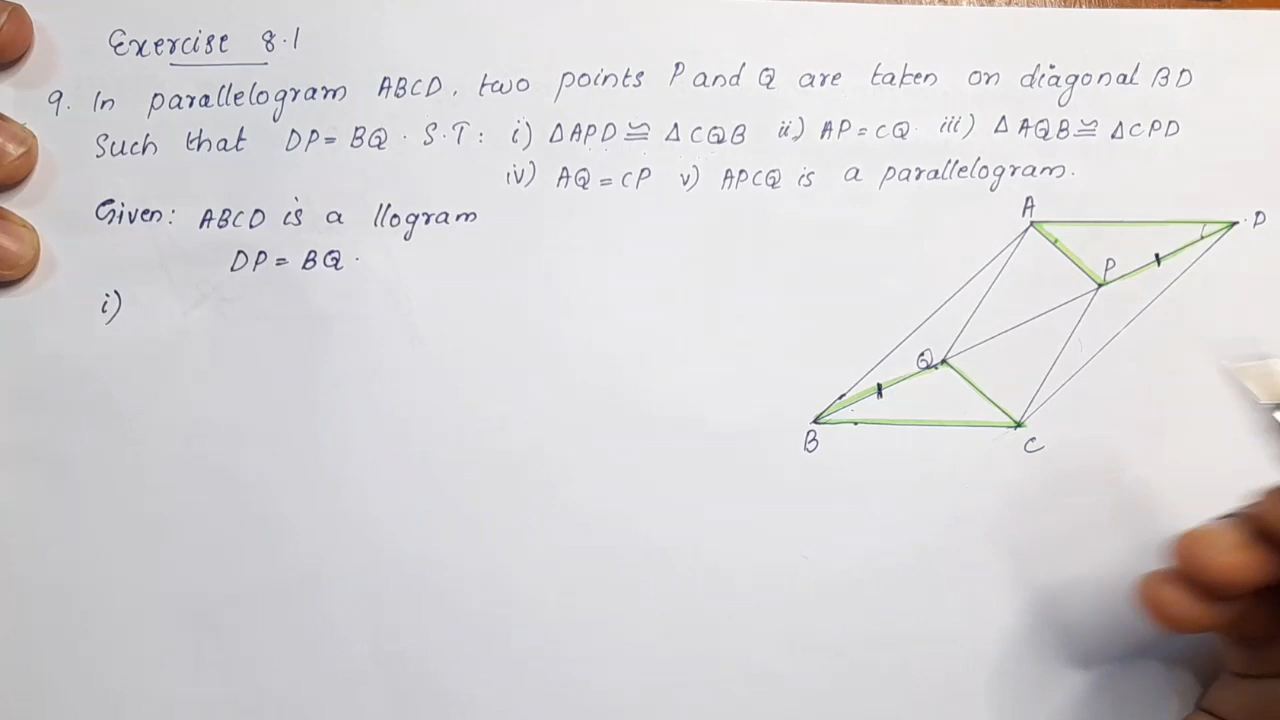 Exercise 8.1
9. In parallelogram ABCD, two points P and Q are taken on diagonal BD
Such that DP = BQ. S.T: i) ΔAPD ≅ ΔCQB ii) AP = CQ. iii) ΔAQB ≅ ΔCPD
iv) AQ = CP v) APCQ is a parallelogram.
Given: ABCD is a llogram
DP = BQ.
i)
A
D
P
Q
B
C